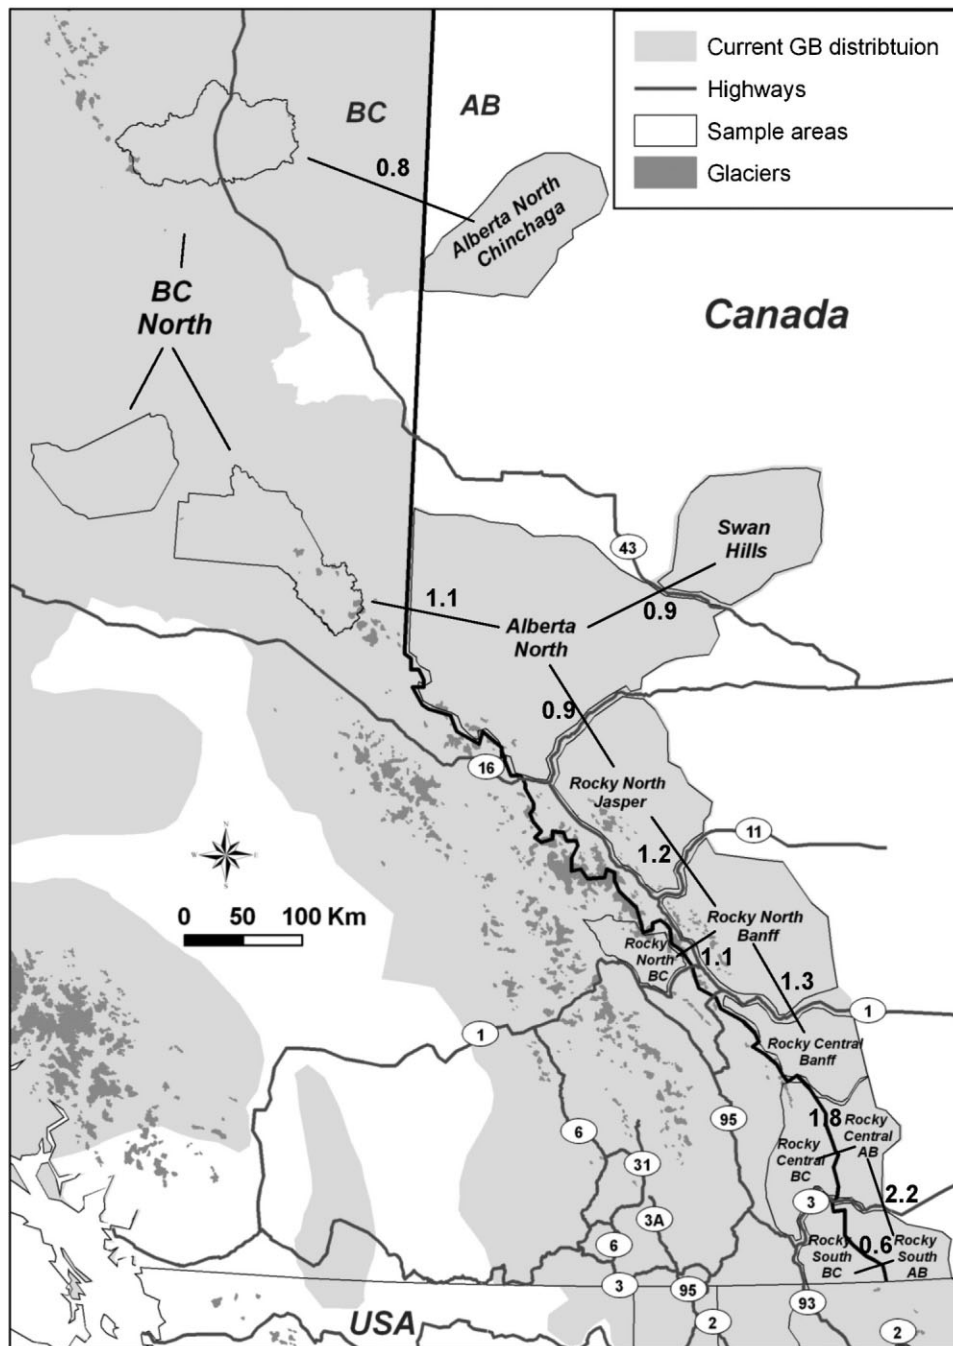 Current GB distribtuion
Highways
Sample areas
Glaciers
BC
AB
0.8
Alberta North
Chinchaga
BC
North
Canada
Swan
Hills
43
1.1
0.9
Alberta
North
0.9
16
Rocky North
Jasper
11
1.2
N
W
E
S
0 50 100 Km
Rocky North
Banff
Rocky
North
BC
1.1
1.3
1
1
Rocky Central
Banff
95
6
1.8
Rocky
Central
AB
Rocky
Central
BC
31
3
2.2
3A
6
Rocky
South
BC
0.6
Rocky
South
AB
3
95
93
2
2
USA